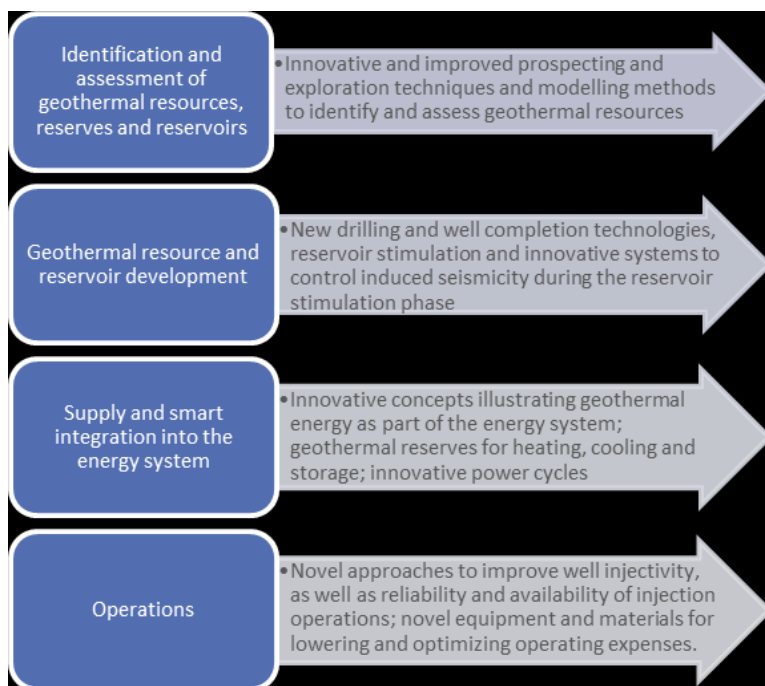 Identification and
assessment of
geothermal resources,
reserves and reservoirs
•Innovative and improved prospecting and
exploration techniques and modelling methods
to identify and assess geothermal resources
Geothermal resource and
reservoir development
•New drilling and well completion technologies,
reservoir stimulation and innovative systems to
control induced seismicity during the reservoir
stimulation phase
Supply and smart
integration into the
energy system
•Innovative concepts illustrating geothermal
energy as part of the energy system;
geothermal reserves for heating, cooling and
storage; innovative power cycles
Operations
•Novel approaches to improve well injectivity,
as well as reliability and availability of injection
operations; novel equipment and materials for
lowering and optimizing operating expenses.